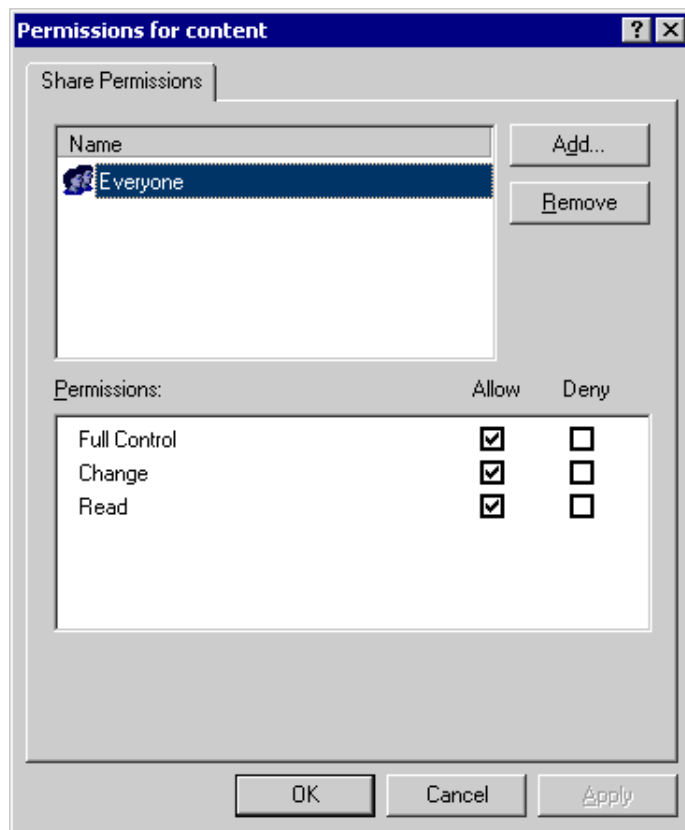 Permissions for content
Share Permissions
Name
Add...
Everyone
Remove
Permissions: Allow Deny
Full Control
Change
Read
OK Cancel Apply